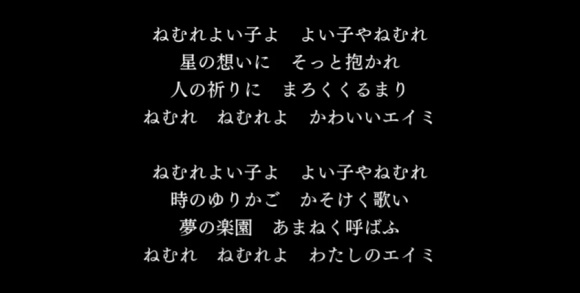 ねむれよい子よ　よい子やねむれ
星の想いに　そっと抱かれ
人の祈りに　まろくくるまり
ねむれ　ねむれよ　かわいいエイミ
ねむれよい子よ　よい子やねむれ
時のゆりかご　かそけく歌い
夢の楽園　あまねく呼ばふ
ねむれ　ねむれよ　わたしのエイミ